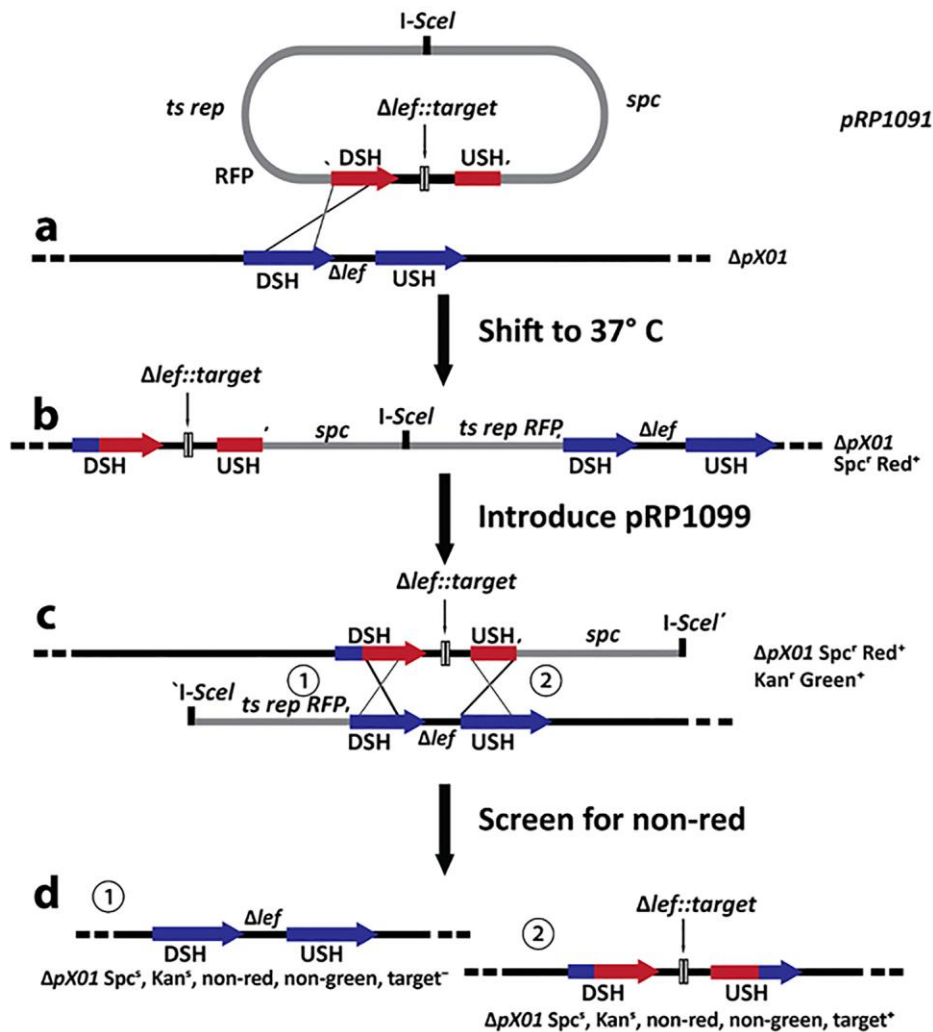 I-SceI
ts rep
spc
Δlef::target
pRP1091
DSH
USH,
RFP
a
ΔpX01
DSH
Δlef
USH
Shift to 37° C
Δlef::target
b
spc
I-SceI
ts rep RFP,
Δlef
ΔpX01
Spcʳ Red⁺
DSH
USH
DSH
USH
Introduce pRP1099
Δlef::target
c
DSH
USH,
spc
I-SceI´
ΔpX01 Spcʳ Red⁺
Kanʳ Green⁺
1
2
`I-SceI
ts rep RFP,
DSH
Δlef
USH
Screen for non-red
d
1
Δlef
DSH
USH
ΔpX01 Spcˢ, Kanˢ, non-red, non-green, target⁻
Δlef::target
2
DSH
USH
ΔpX01 Spcˢ, Kanˢ, non-red, non-green, target⁺